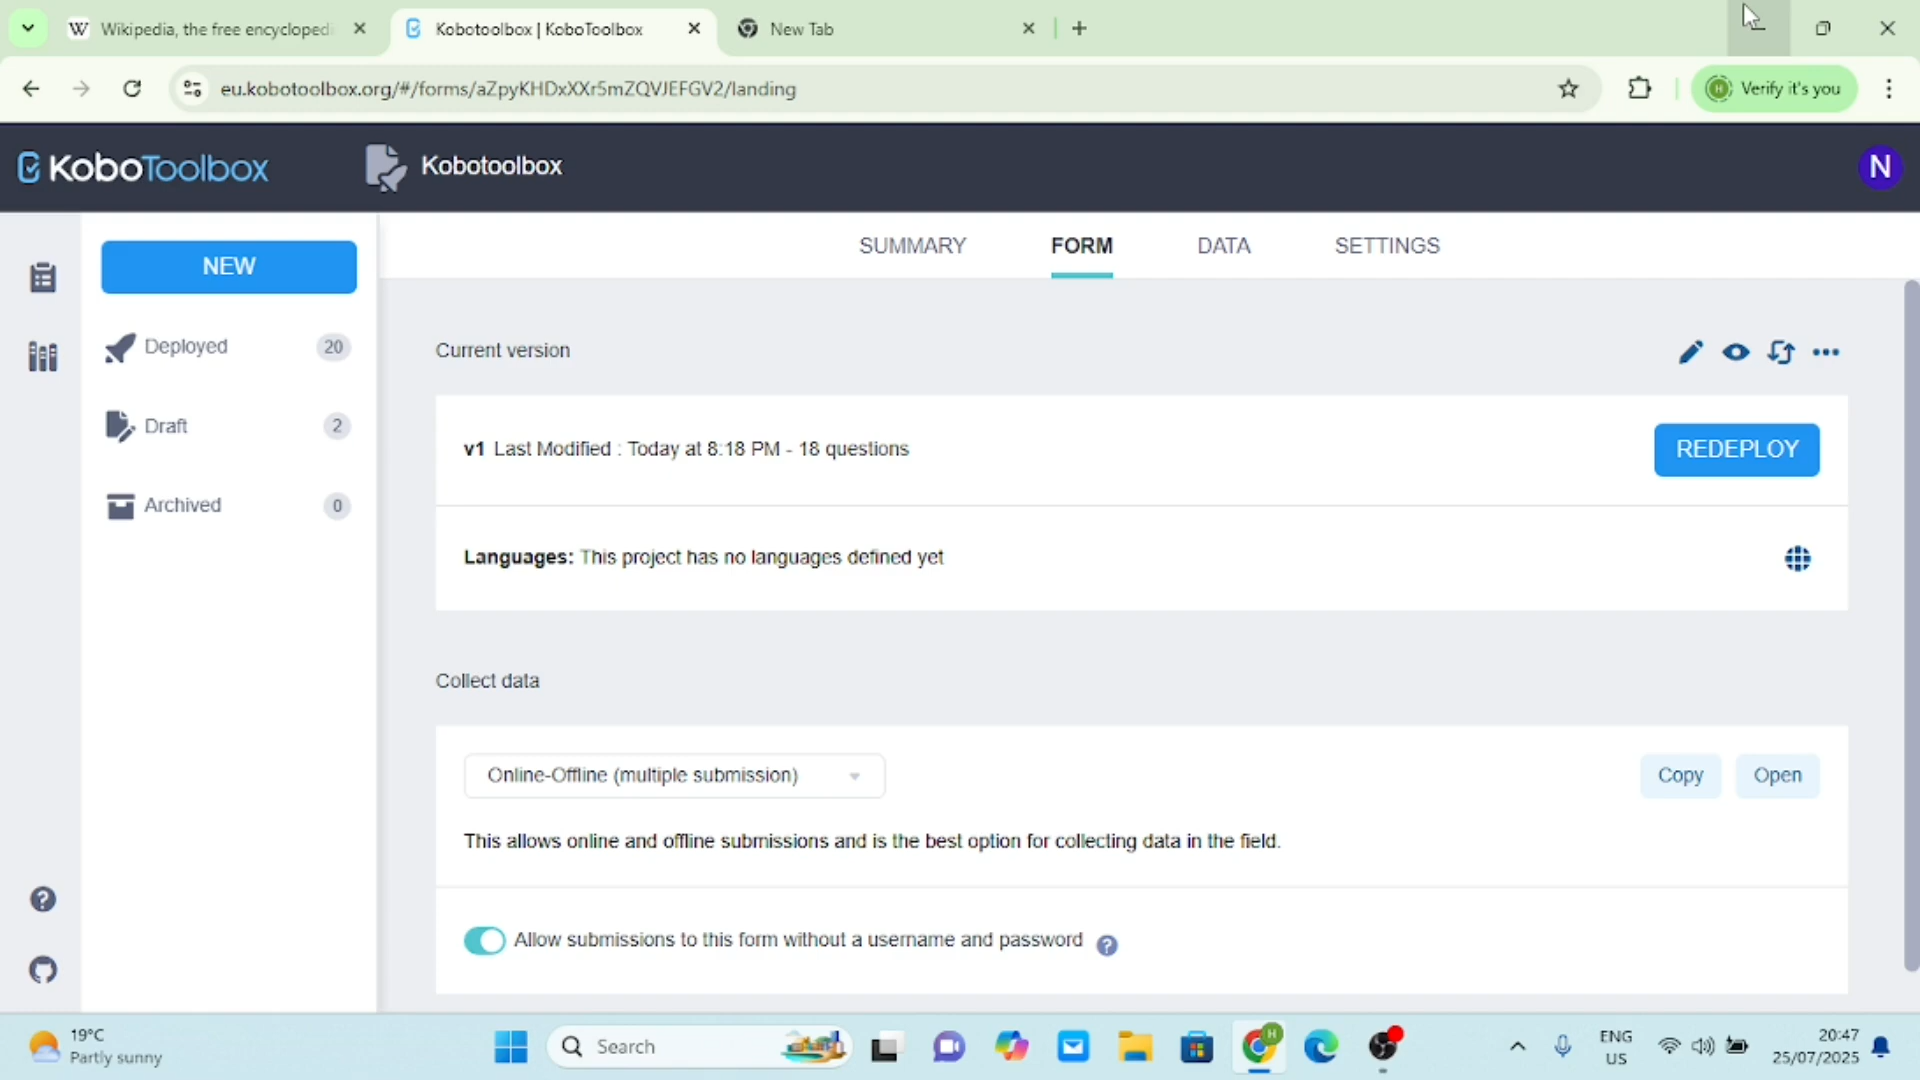 Wikipedia, the free encyclopedi
Kobotoolbox | KoboToolbox
New Tab
eu.kobotoolbox.org/#/forms/aZpyKHDxXXr5mZQVJEFGV2/landing
Verify it's you
KoboToolbox
Kobotoolbox
N
NEW
SUMMARY
FORM
DATA
SETTINGS
Deployed 20
Draft 2
Archived 0
Current version
v1 Last Modified : Today at 8:18 PM - 18 questions
REDEPLOY
Languages: This project has no languages defined yet
Collect data
Online-Offline (multiple submission)
Copy
Open
This allows online and offline submissions and is the best option for collecting data in the field.
Allow submissions to this form without a username and password
19°C
Partly sunny
Search
ENG
US
20:47
25/07/2025